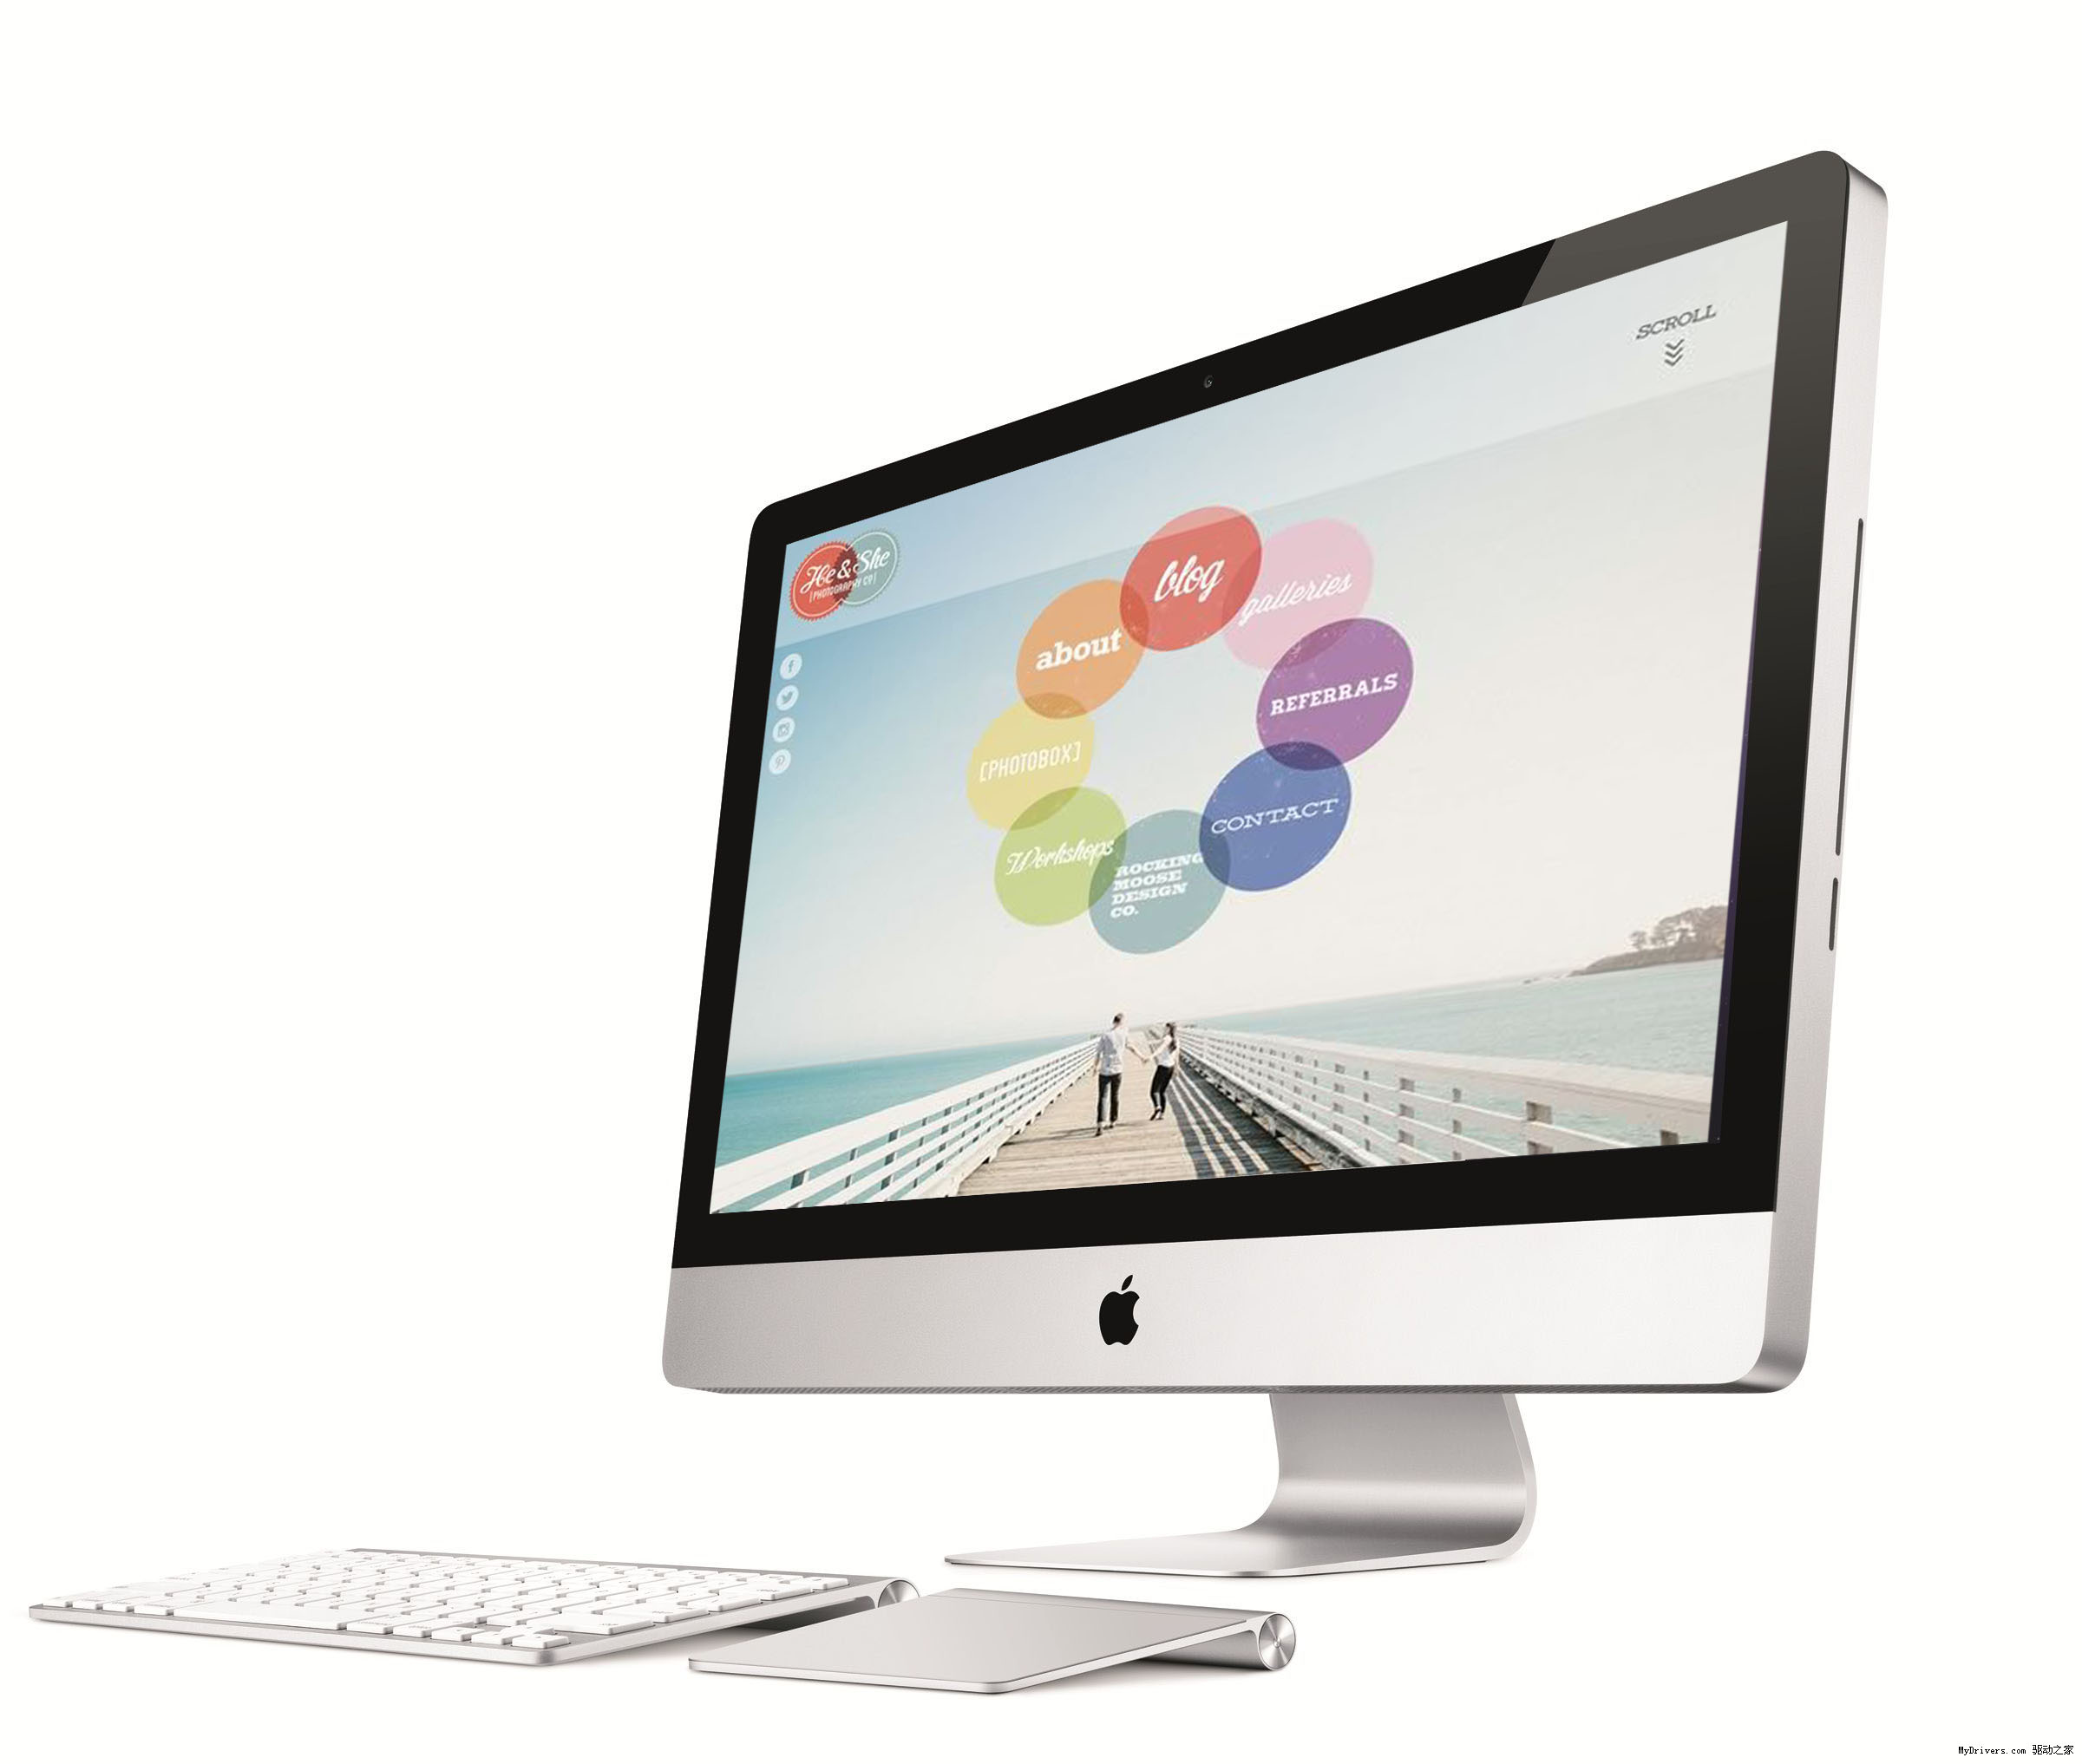 SCROLL
He & She
[PHOTOGRAPHY CO]
blog
galleries
about
REFERRALS
[PHOTOBOX]
CONTACT
Workshops
ROCKING
MOOSE
DESIGN
CO.
MyDrivers.com 驱动之家